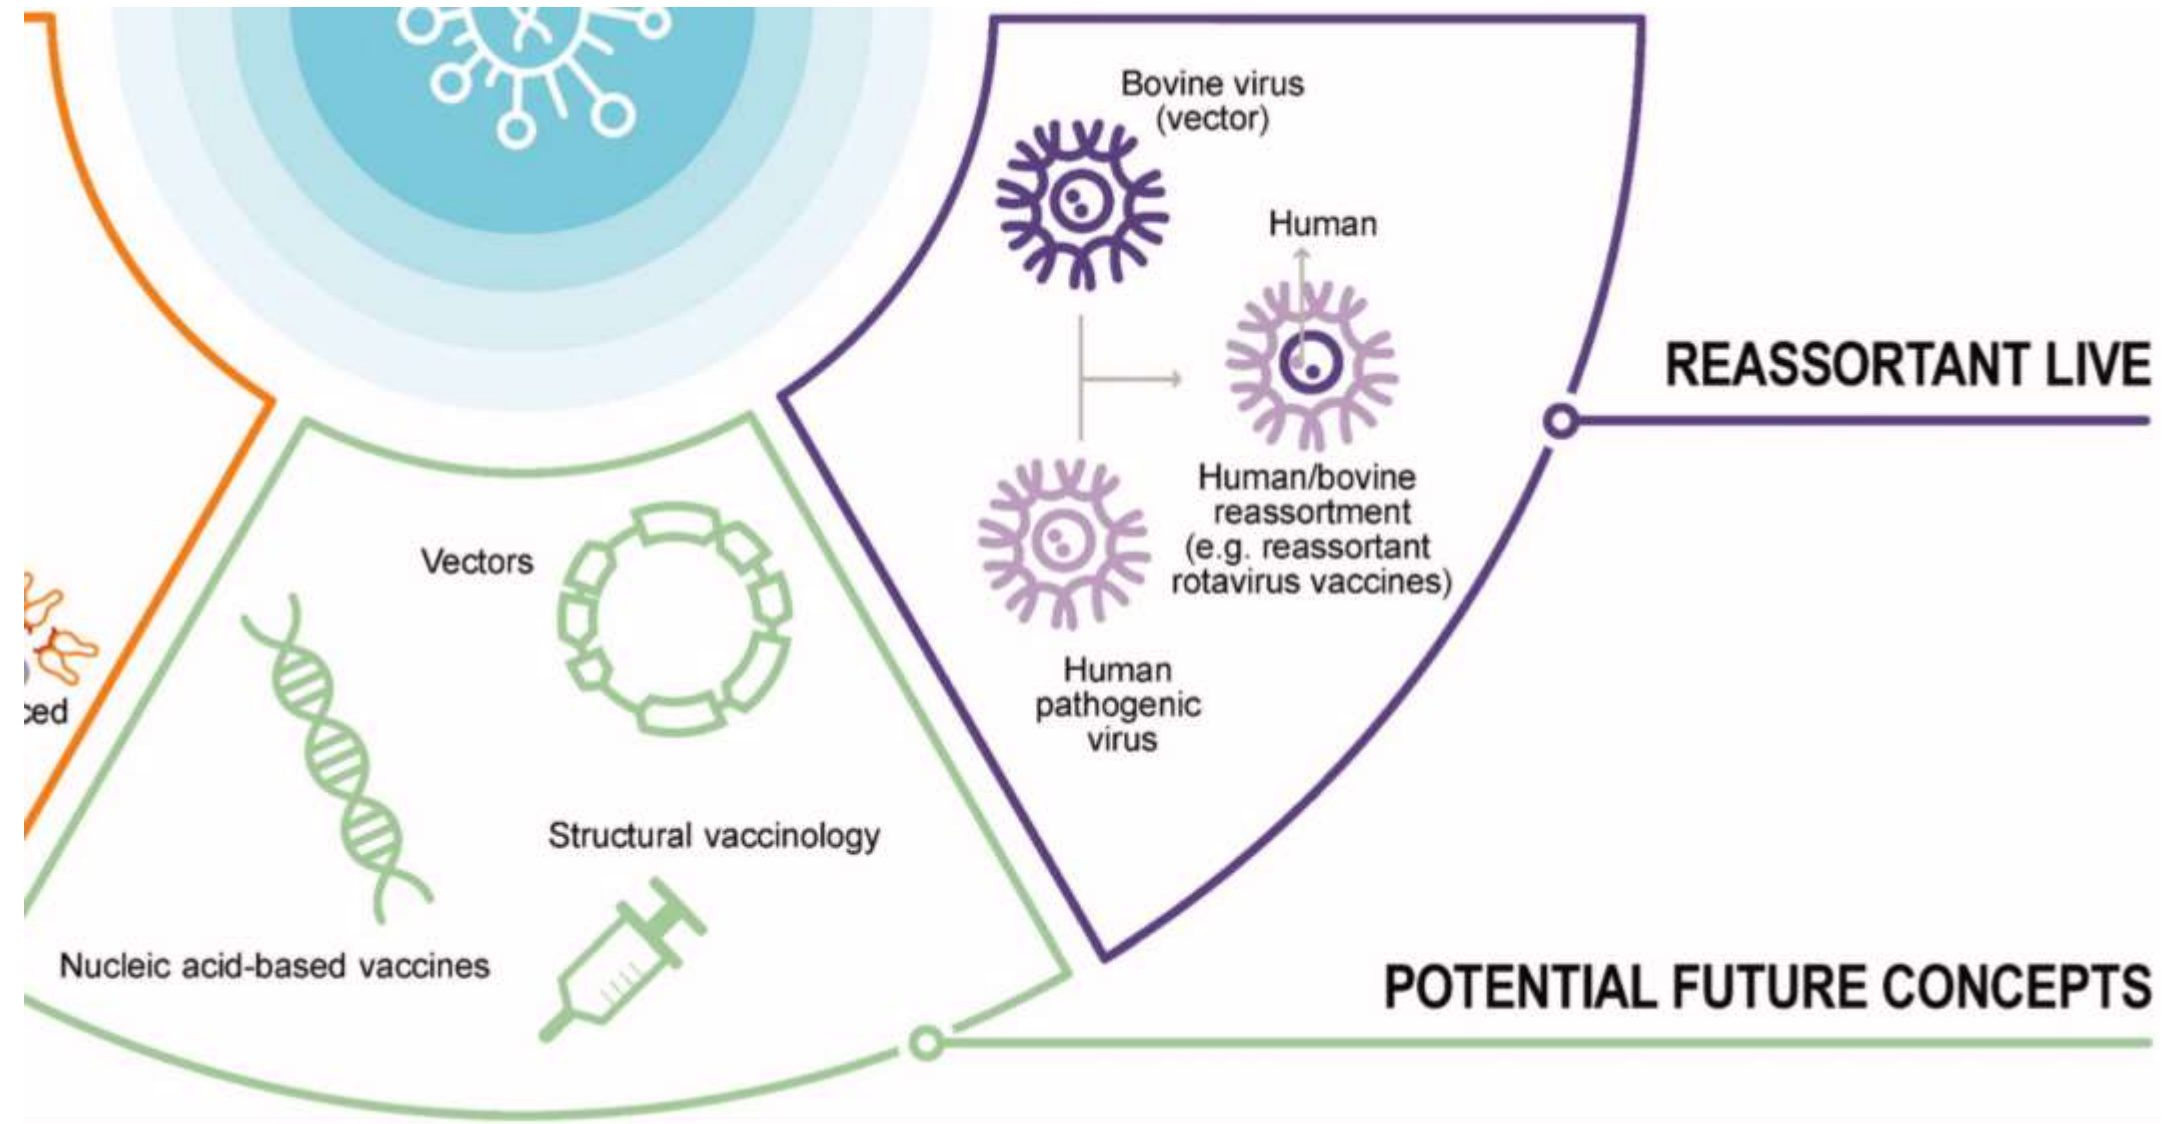 Bovine virus
(vector)
Human
REASSORTANT LIVE
Human/bovine
reassortment
(e.g. reassortant
rotavirus vaccines)
Human
pathogenic
virus
Vectors
Structural vaccinology
Nucleic acid-based vaccines
POTENTIAL FUTURE CONCEPTS